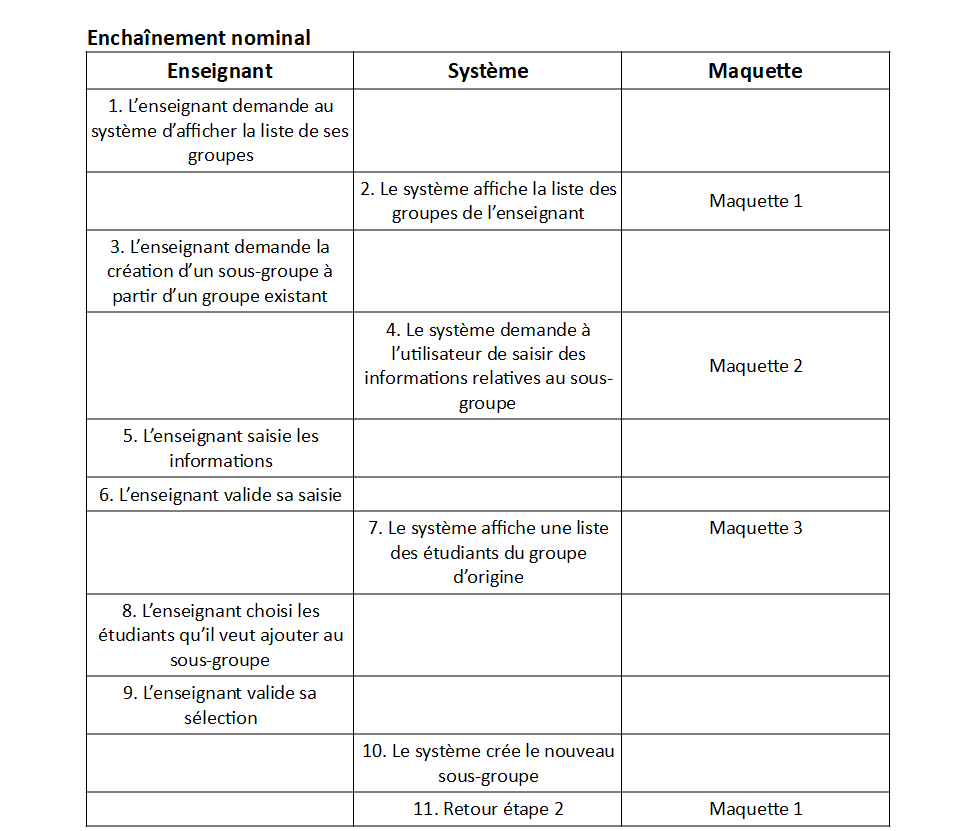 Enchaînement nominal
Enseignant Système Maquette
1. L’enseignant demande au
système d’afficher la liste de ses
groupes
2. Le système affiche la liste des
groupes de l’enseignant
Maquette 1
3. L’enseignant demande la
création d’un sous-groupe à
partir d’un groupe existant
4. Le système demande à
l’utilisateur de saisir des
informations relatives au sous-
groupe
Maquette 2
5. L’enseignant saisie les
informations
6. L’enseignant valide sa saisie
7. Le système affiche une liste
des étudiants du groupe
d’origine
Maquette 3
8. L’enseignant choisi les
étudiants qu’il veut ajouter au
sous-groupe
9. L’enseignant valide sa
sélection
10. Le système crée le nouveau
sous-groupe
11. Retour étape 2 Maquette 1